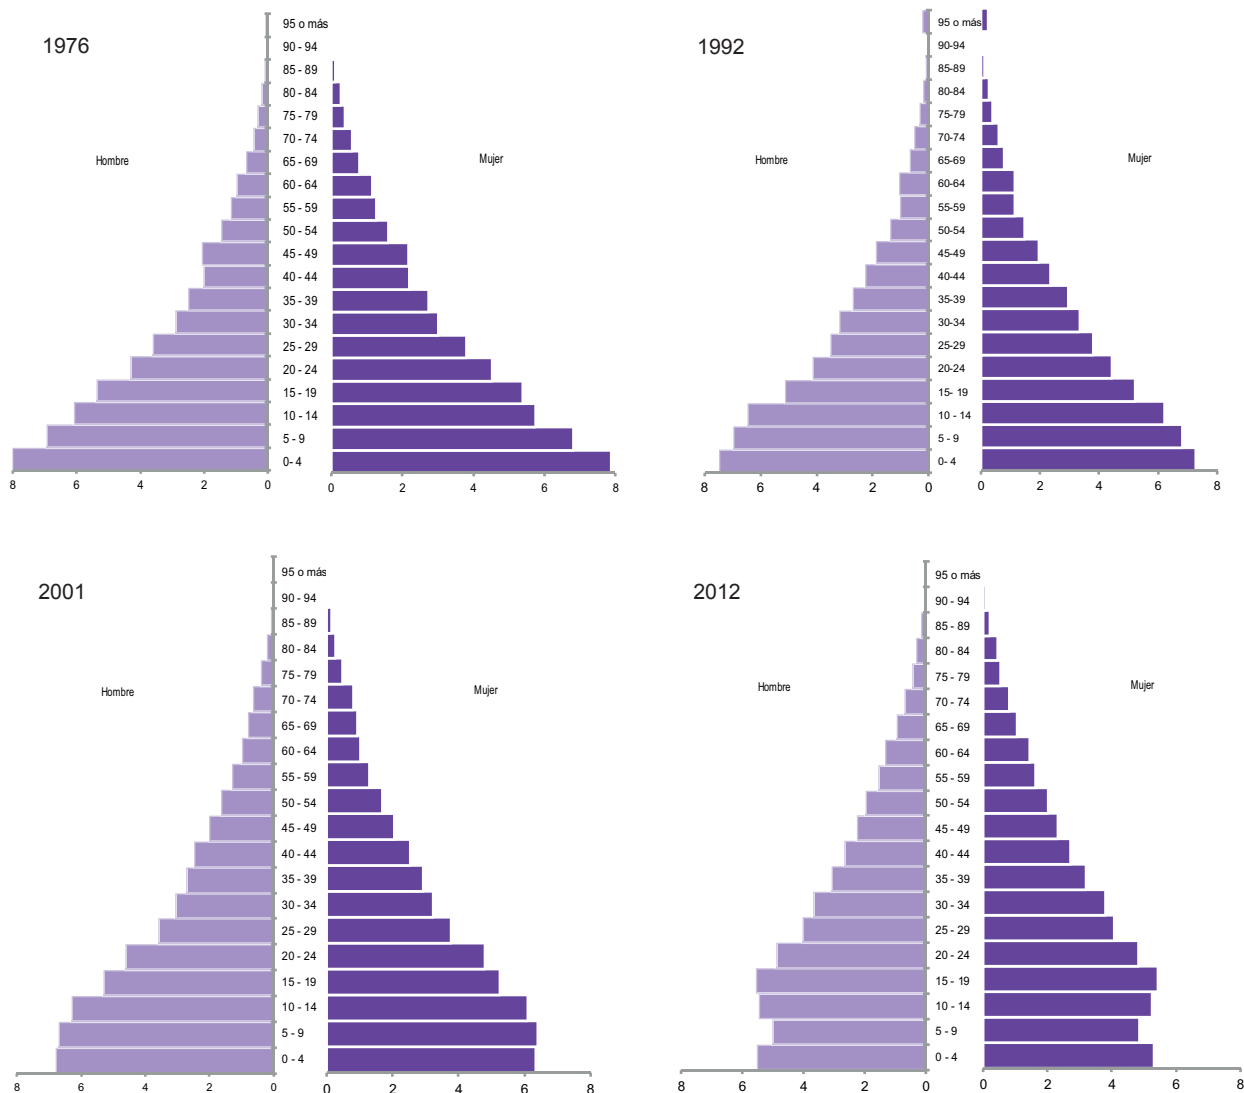 1976
95 o más
90 - 94
85 - 89
80 - 84
75 - 79
70 - 74
Hombre
65 - 69
Mujer
60 - 64
55 - 59
50 - 54
45 - 49
40 - 44
35 - 39
30 - 34
25 - 29
20 - 24
15 - 19
10 - 14
5 - 9
0- 4
8 6 4 2 0
0 2 4 6 8
1992
95 o más
90-94
85-89
80-84
75-79
70-74
Hombre
65-69
Mujer
60-64
55-59
50-54
45-49
40-44
35-39
30-34
25-29
20-24
15- 19
10 - 14
5 - 9
0- 4
8 6 4 2 0
0 2 4 6 8
2001
95 o más
90 - 94
85 - 89
80 - 84
75 - 79
70 - 74
Hombre
Mujer
65 - 69
60 - 64
55 - 59
50 - 54
45 - 49
40 - 44
35 - 39
30 - 34
25 - 29
20 - 24
15 - 19
10 - 14
5 - 9
0 - 4
8 6 4 2 0
0 2 4 6 8
2012
95 o más
90 - 94
85 - 89
80 - 84
75 - 79
Hombre
Mujer
70 - 74
65 - 69
60 - 64
55 - 59
50 - 54
45 - 49
40 - 44
35 - 39
30 - 34
25 - 29
20 - 24
15 - 19
10 - 14
5 - 9
0 - 4
8 6 4 2 0
0 2 4 6 8